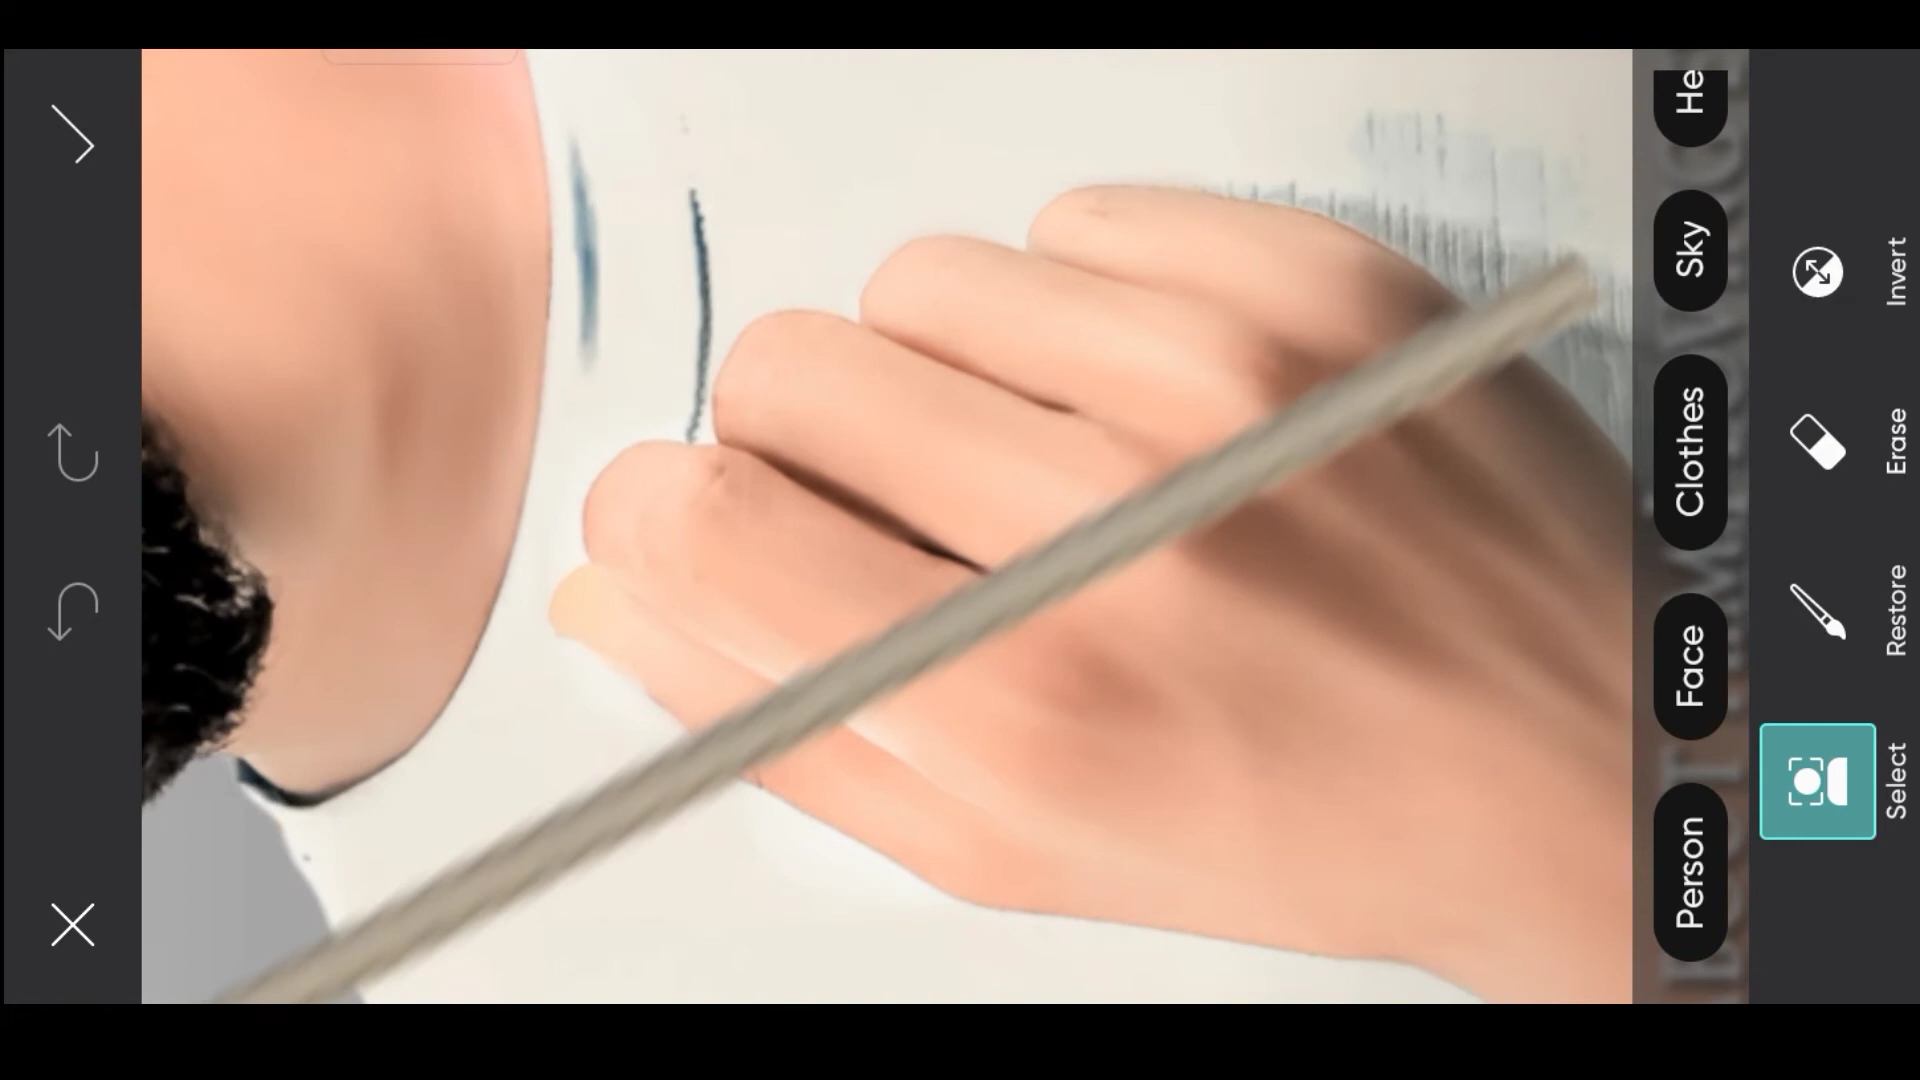 Person
Face
Clothes
Sky
He
Select
Restore
Erase
Invert